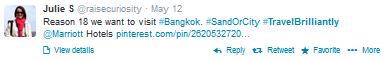 Julie S @raisecuriosity · May 12
Reason 18 we want to visit #Bangkok. #SandOrCity #TravelBrilliantly
@Marriott Hotels pinterest.com/pin/2620532720...
View details Reply Retweet Favorite More